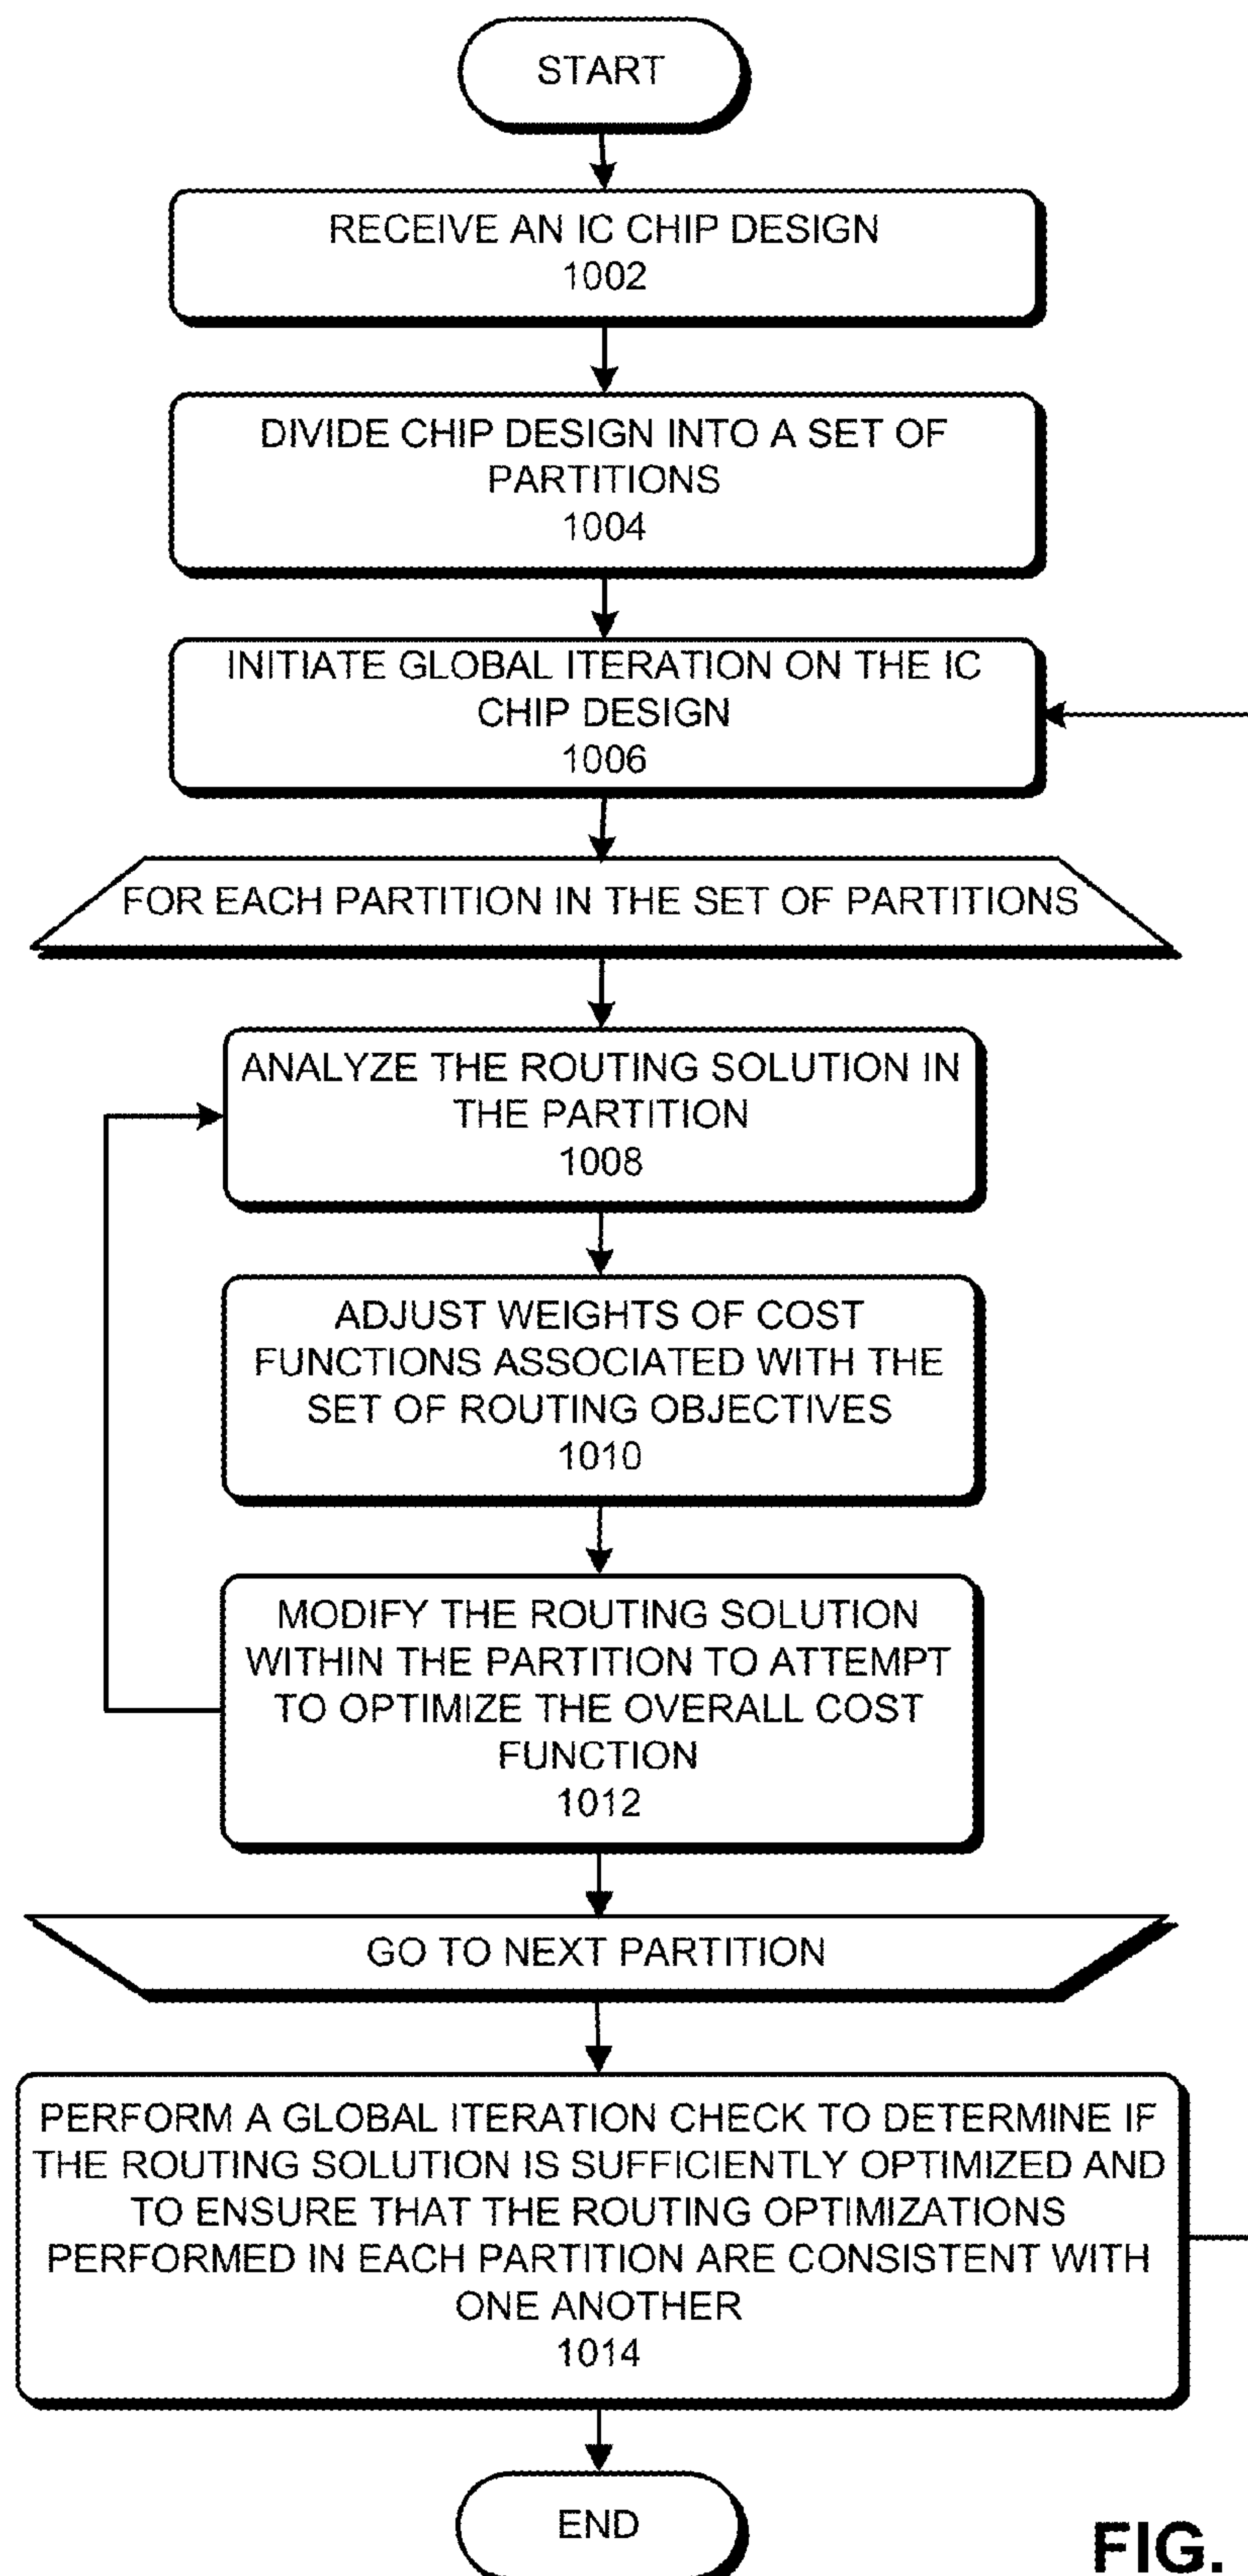 START
RECEIVE AN IC CHIP DESIGN
1002
DIVIDE CHIP DESIGN INTO A SET OF
PARTITIONS
1004
INITIATE GLOBAL ITERATION ON THE IC
CHIP DESIGN
1006
FOR EACH PARTITION IN THE SET OF PARTITIONS
ANALYZE THE ROUTING SOLUTION IN
THE PARTITION
1008
ADJUST WEIGHTS OF COST
FUNCTIONS ASSOCIATED WITH THE
SET OF ROUTING OBJECTIVES
1010
MODIFY THE ROUTING SOLUTION
WITHIN THE PARTITION TO ATTEMPT
TO OPTIMIZE THE OVERALL COST
FUNCTION
1012
GO TO NEXT PARTITION
PERFORM A GLOBAL ITERATION CHECK TO DETERMINE IF
THE ROUTING SOLUTION IS SUFFICIENTLY OPTIMIZED AND
TO ENSURE THAT THE ROUTING OPTIMIZATIONS
PERFORMED IN EACH PARTITION ARE CONSISTENT WITH
ONE ANOTHER
1014
END
FIG.